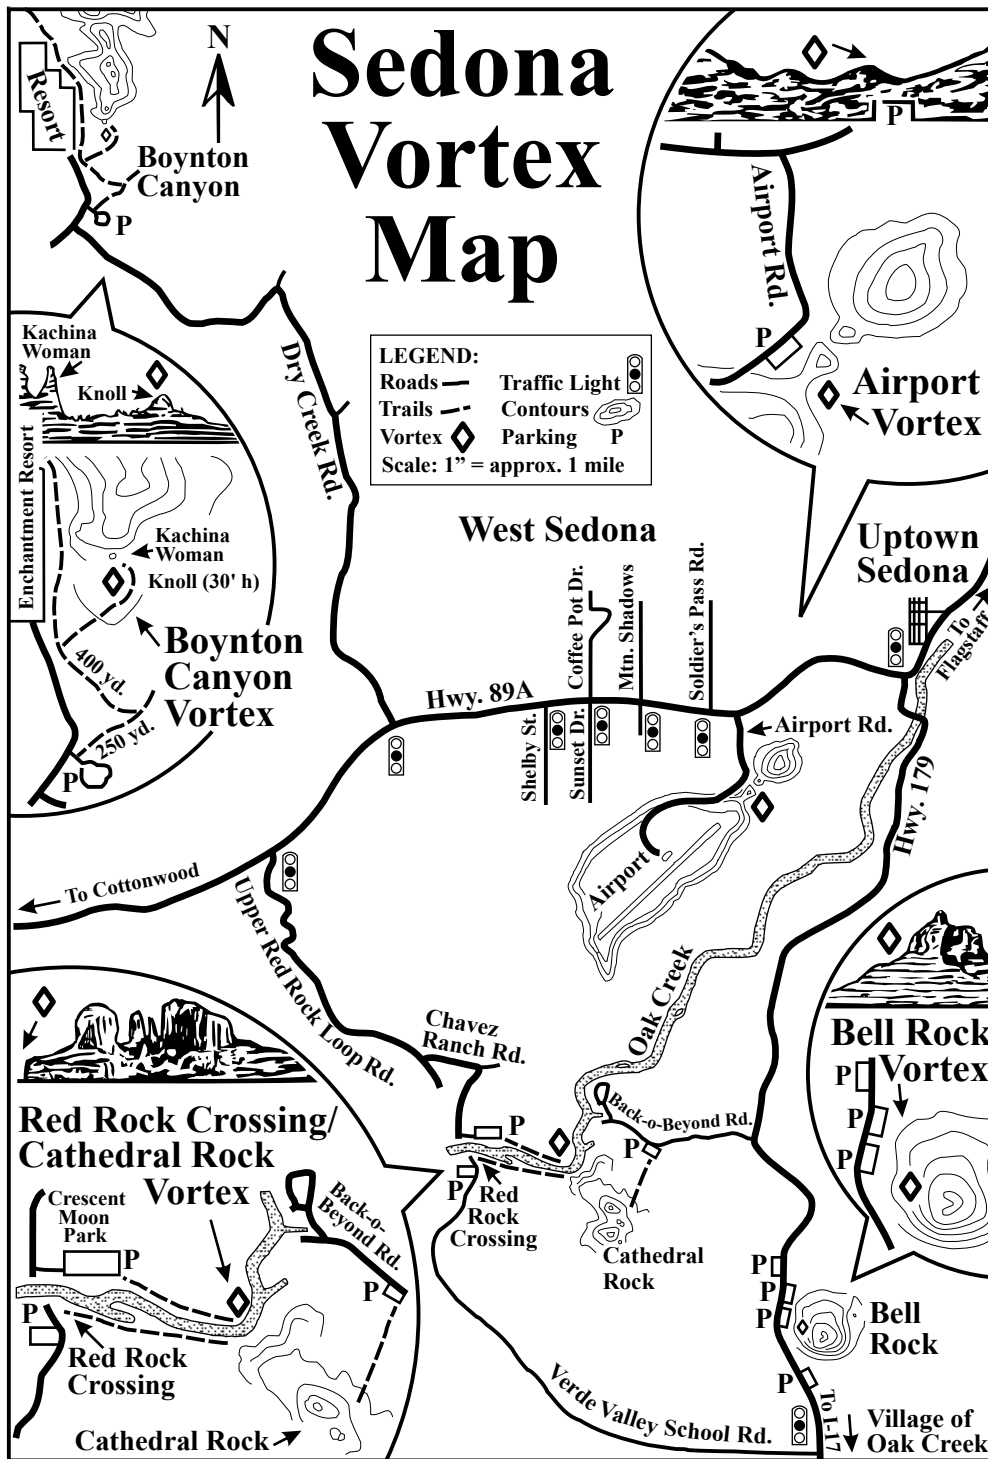 Sedona
Vortex
Map
N
Resort
Boynton
Canyon
P
P
Airport Rd.
P
Airport
Vortex
Kachina
Woman
Knoll
Enchantment Resort
Kachina
Woman
Knoll (30' h)
Boynton
Canyon
Vortex
400 yd.
250 yd.
P
Dry Creek Rd.
LEGEND:
Roads
Traffic Light
Trails
Contours
Vortex
Parking P
Scale: 1” = approx. 1 mile
West Sedona
Uptown
Sedona
To
Flagstaff
Coffee Pot Dr.
Mtn. Shadows
Soldier’s Pass Rd.
Hwy. 89A
Shelby St.
Sunset Dr.
Airport Rd.
Hwy. 179
Airport
To Cottonwood
Upper Red Rock Loop Rd.
Oak Creek
Chavez
Ranch Rd.
Back-o-Beyond Rd.
P
P
P
Red
Rock
Crossing
Cathedral
Rock
Bell Rock
Vortex
P
P
P
Red Rock Crossing/
Cathedral Rock
Vortex
Crescent
Moon
Park
P
Back-o-
Beyond Rd.
P
P
Red Rock
Crossing
Cathedral Rock
P
P
P
Bell
Rock
P
Verde Valley School Rd.
To I-17
Village of
Oak Creek